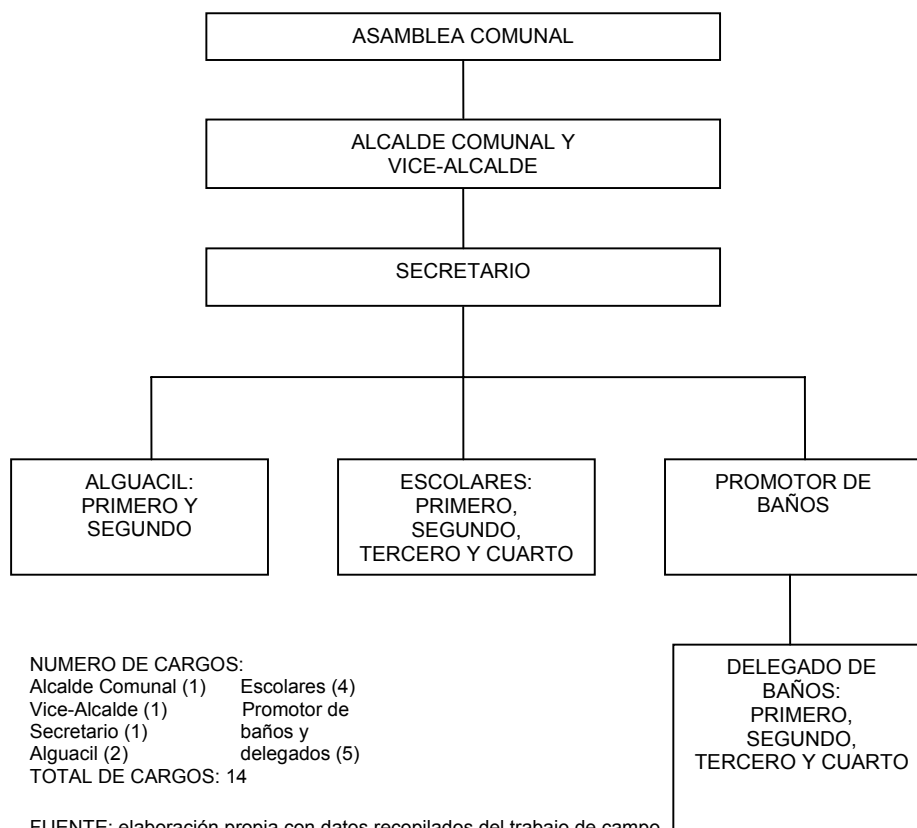 ASAMBLEA COMUNAL
ALCALDE COMUNAL Y
VICE-ALCALDE
SECRETARIO
ALGUACIL:
PRIMERO Y
SEGUNDO
ESCOLARES:
PRIMERO,
SEGUNDO,
TERCERO Y CUARTO
PROMOTOR DE
BAÑOS
DELEGADO DE
BAÑOS:
PRIMERO,
SEGUNDO,
TERCERO Y CUARTO
NUMERO DE CARGOS:
Alcalde Comunal (1) Escolares (4)
Vice-Alcalde (1) Promotor de
Secretario (1) baños y
Alguacil (2) delegados (5)
TOTAL DE CARGOS: 14
FUENTE: elaboración propia con datos recopilados del trabajo de campo